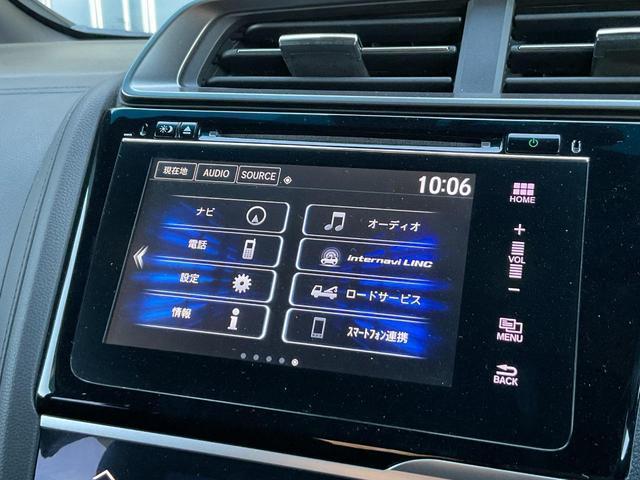 現在地 AUDIO SOURCE 10:06
ナビ オーディオ
電話 internavi LINC
設定 ロードサービス
情報 スマートフォン連携
HOME
+
VOL
−
MENU
BACK